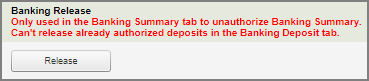 Banking Release
Only used in the Banking Summary tab to unauthorize Banking Summary.
Can't release already authorized deposits in the Banking Deposit tab.
Release